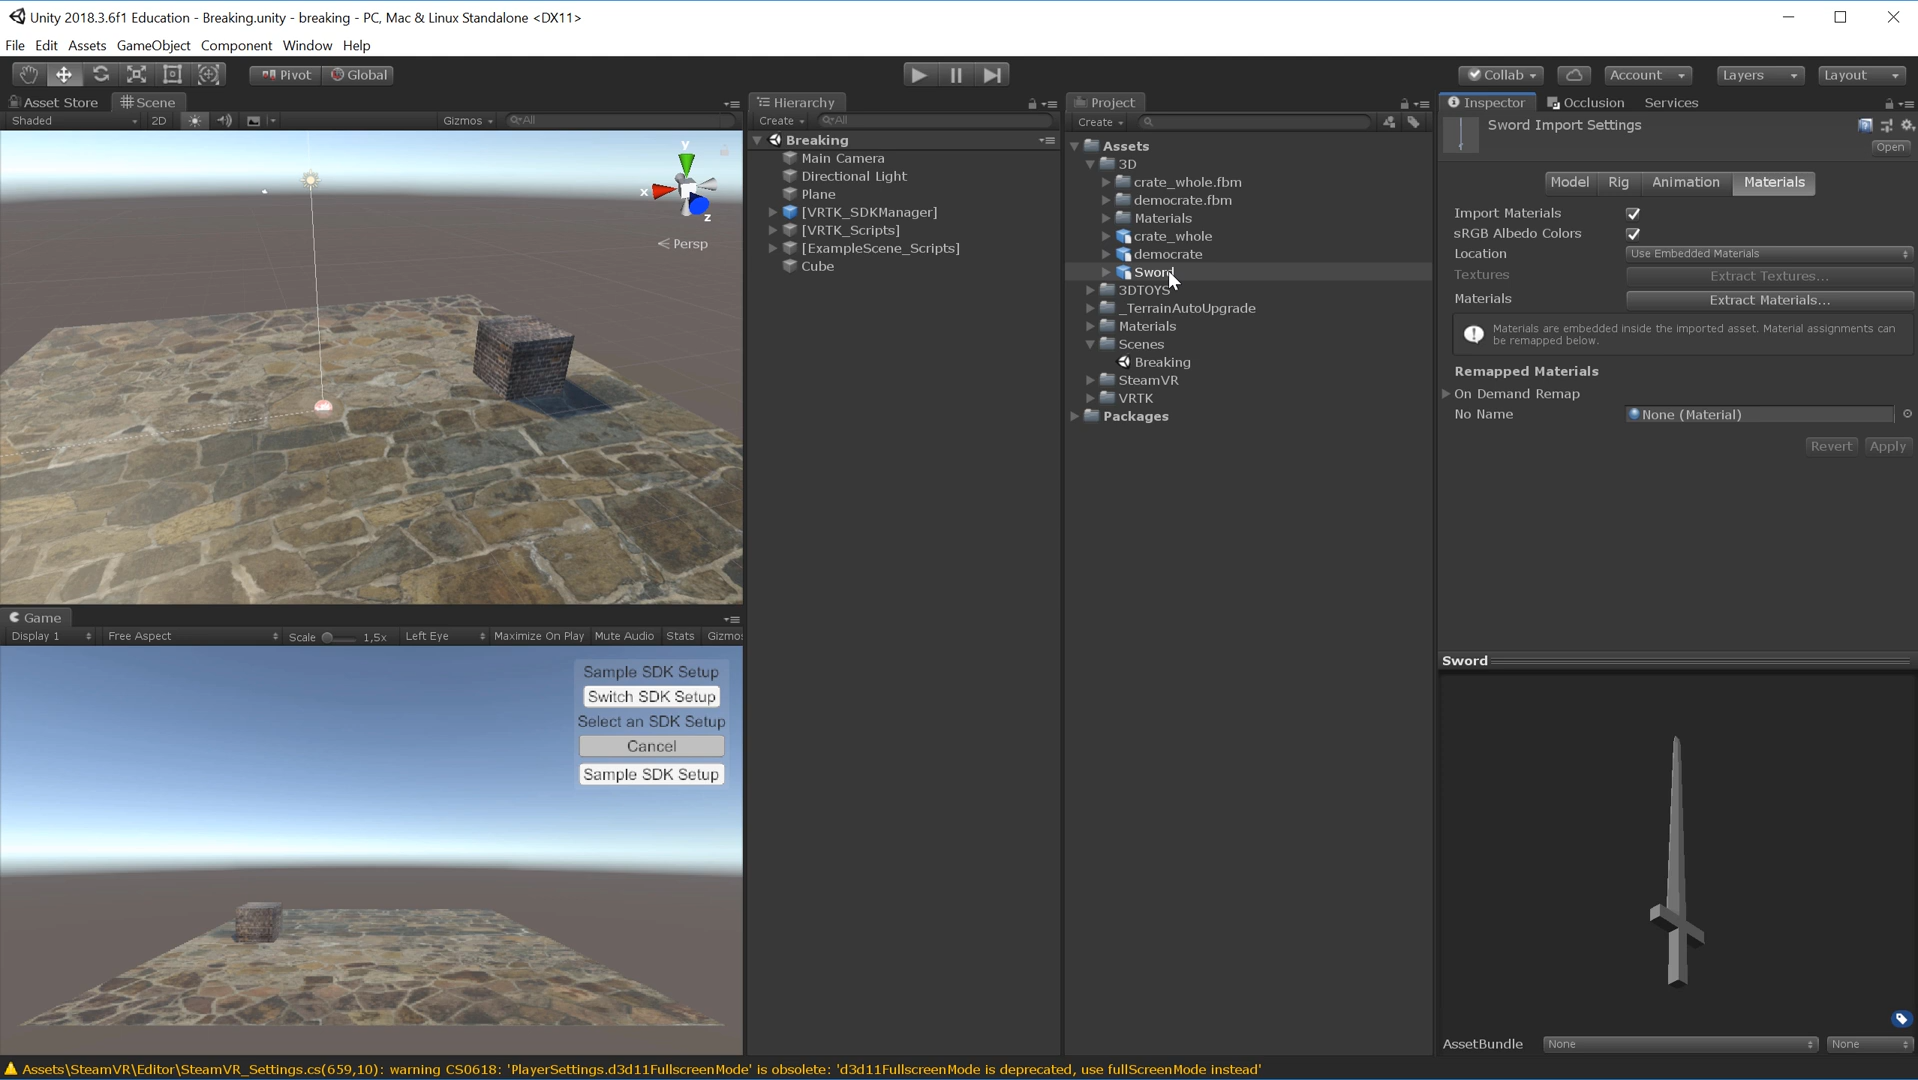 Unity 2018.3.6f1 Education - Breaking.unity - breaking - PC, Mac & Linux Standalone <DX11>
File Edit Assets GameObject Component Window Help
Pivot Global Collab Account Layers Layout
Asset Store Scene
Shaded 2D Gizmos All
y
x
z
Persp
Hierarchy
Create All
Breaking
Main Camera
Directional Light
Plane
[VRTK_SDKManager]
[VRTK_Scripts]
[ExampleScene_Scripts]
Cube
Project
Create
Assets
3D
crate_whole.fbm
democrate.fbm
Materials
crate_whole
democrate
Sword
3DTOYS
_TerrainAutoUpgrade
Materials
Scenes
Breaking
SteamVR
VRTK
Packages
Inspector Occlusion Services
Sword Import Settings
Open
Model Rig Animation Materials
Import Materials
sRGB Albedo Colors
Location Use Embedded Materials
Textures Extract Textures...
Materials Extract Materials...
Materials are embedded inside the imported asset. Material assignments can
be remapped below.
Remapped Materials
On Demand Remap
No Name None (Material)
Revert Apply
Game
Display 1 Free Aspect Scale 1,5x Left Eye Maximize On Play Mute Audio Stats Gizmos
Sample SDK Setup
Switch SDK Setup
Select an SDK Setup
Cancel
Sample SDK Setup
Sword
AssetBundle None None
Assets\SteamVR\Editor\SteamVR_Settings.cs(659,10): warning CS0618: 'PlayerSettings.d3d11FullscreenMode' is obsolete: 'd3d11FullscreenMode is deprecated, use fullScreenMode instead'